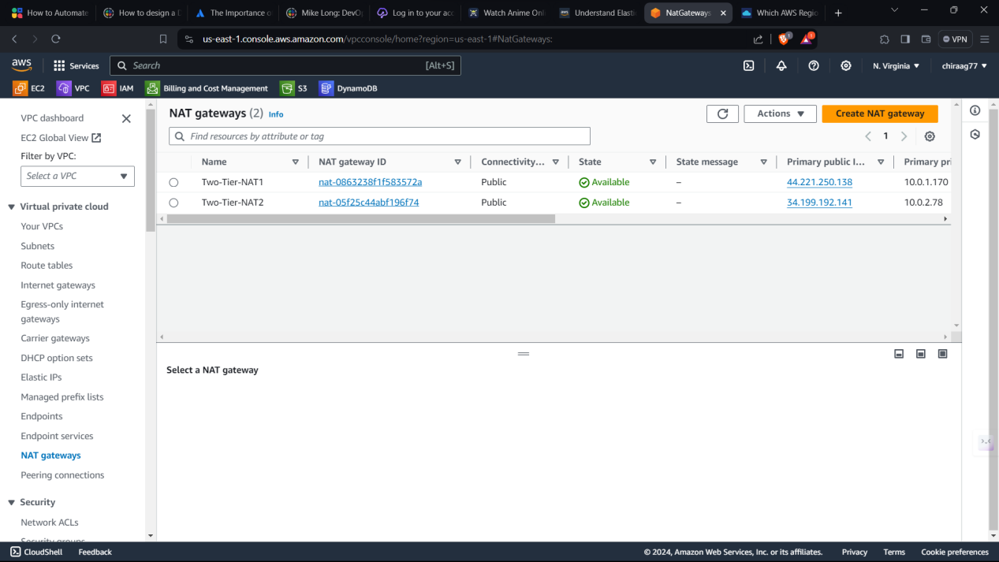 How to Automate
How to design a
The Importance o
Mike Long: DevO
Log in to your acc
Watch Anime Onl
Understand Elasti
NatGateways
Which AWS Regio
us-east-1.console.aws.amazon.com/vpcconsole/home?region=us-east-1#NatGateways:
1
1
VPN
aws
Services
Search
[Alt+S]
N. Virginia
chiraag77
EC2
VPC
IAM
Billing and Cost Management
S3
DynamoDB
VPC dashboard
EC2 Global View
Filter by VPC:
Select a VPC
Virtual private cloud
Your VPCs
Subnets
Route tables
Internet gateways
Egress-only internet
gateways
Carrier gateways
DHCP option sets
Elastic IPs
Managed prefix lists
Endpoints
Endpoint services
NAT gateways
Peering connections
Security
Network ACLs
Security groups
NAT gateways (2) Info
Actions
Create NAT gateway
Find resources by attribute or tag
1
Name NAT gateway ID Connectivity... State State message Primary public I... Primary pri
Two-Tier-NAT1 nat-0863238f1f583572a Public Available – 44.221.250.138 10.0.1.170
Two-Tier-NAT2 nat-05f25c44abf196f74 Public Available – 34.199.192.141 10.0.2.78
Select a NAT gateway
CloudShell
Feedback
© 2024, Amazon Web Services, Inc. or its affiliates.
Privacy
Terms
Cookie preferences